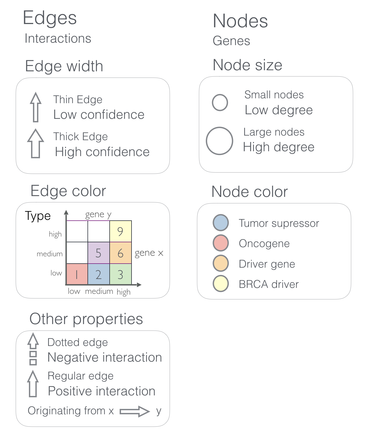 Edges
Interactions
Edge width
Thin Edge
Low confidence
Thick Edge
High confidence
Edge color
Type
gene y
high
9
medium
5
6
gene x
low
1
2
3
low medium high
Other properties
Dotted edge
Negative interaction
Regular edge
Positive interaction
Originating from x y
Nodes
Genes
Node size
Small nodes
Low degree
Large nodes
High degree
Node color
Tumor supressor
Oncogene
Driver gene
BRCA driver